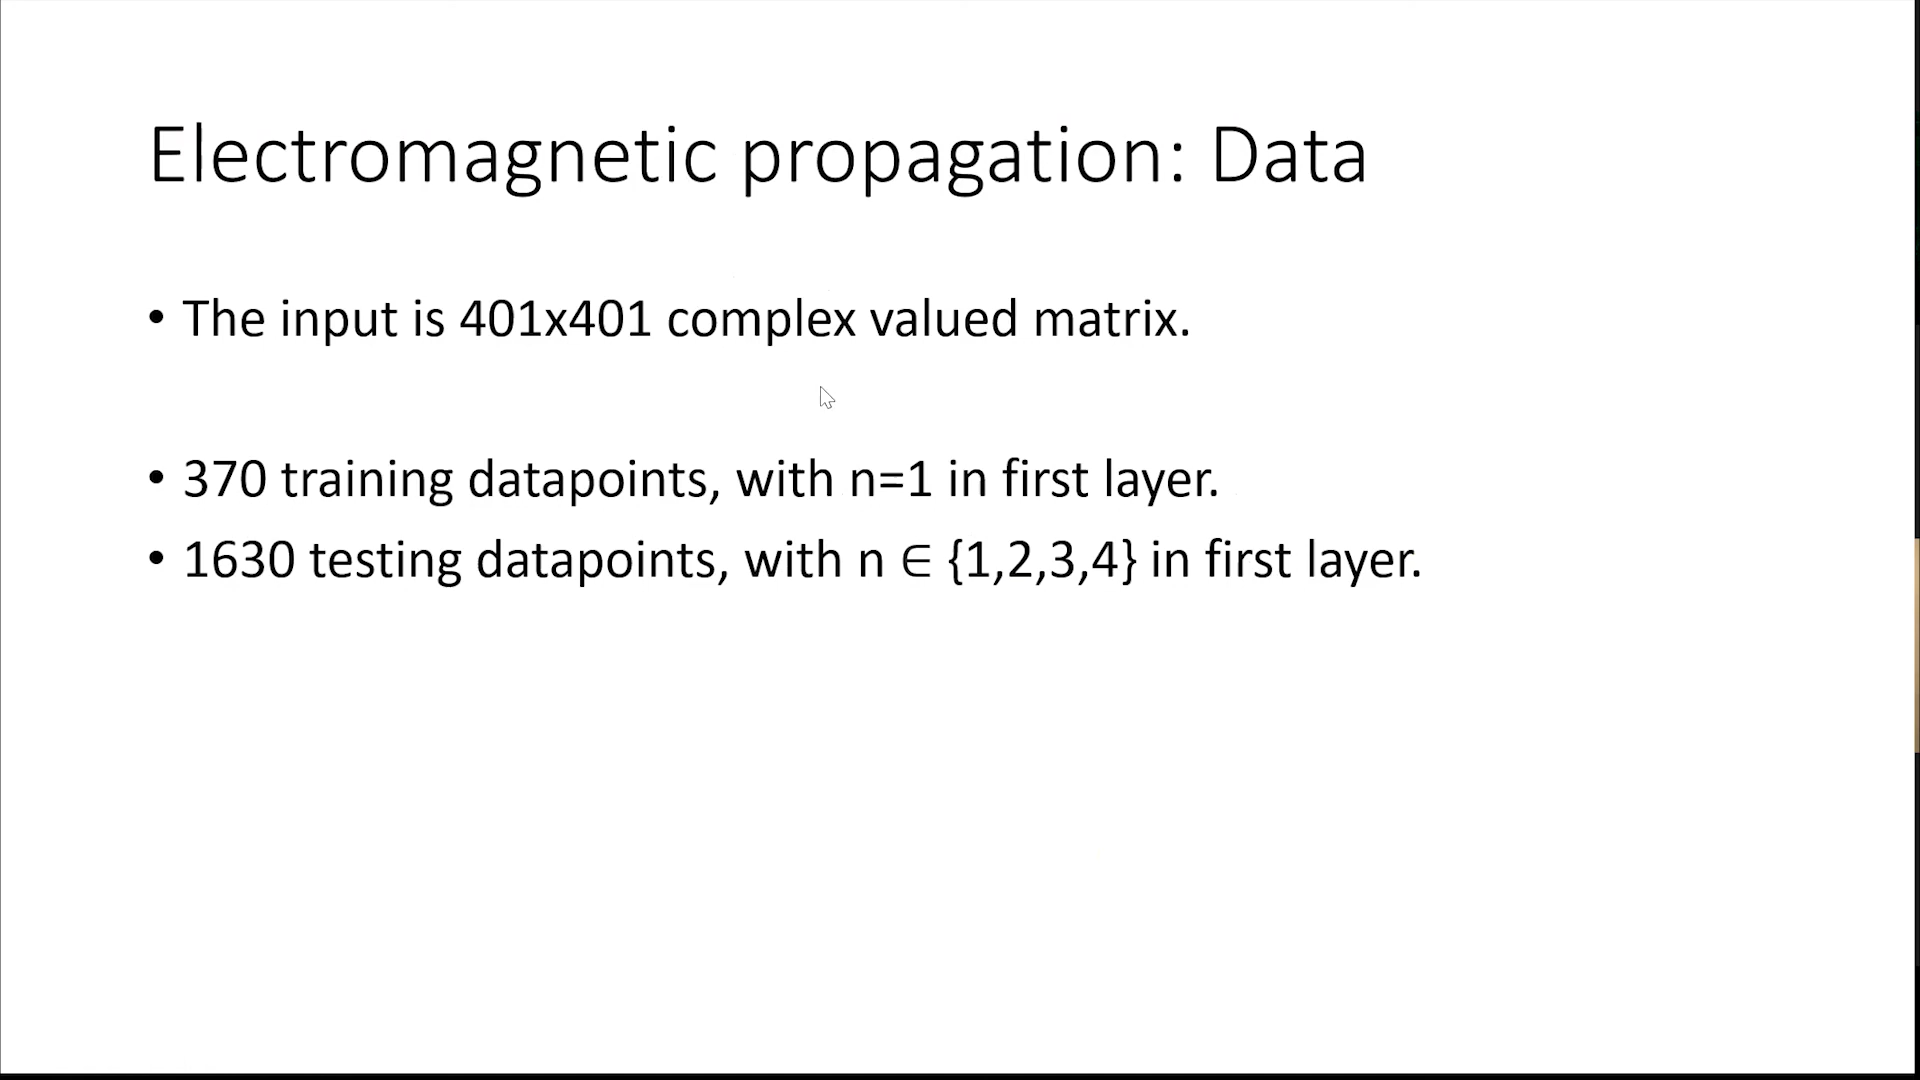 Electromagnetic propagation: Data
• The input is 401x401 complex valued matrix.
• 370 training datapoints, with n=1 in first layer.
• 1630 testing datapoints, with n ∈ {1,2,3,4} in first layer.